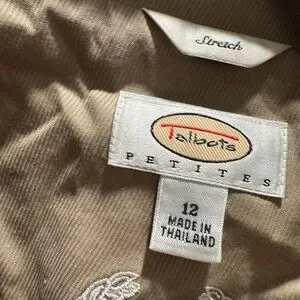 Stretch
Talbots
PETITES
12
MADE IN
THAILAND